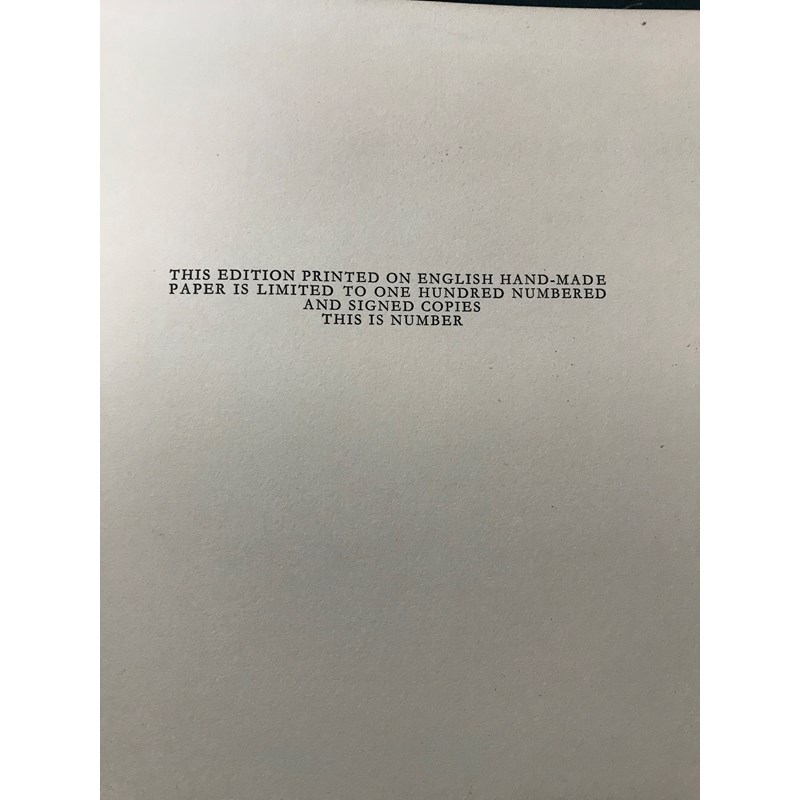 THIS EDITION PRINTED ON ENGLISH HAND-MADE
PAPER IS LIMITED TO ONE HUNDRED NUMBERED
AND SIGNED COPIES
THIS IS NUMBER